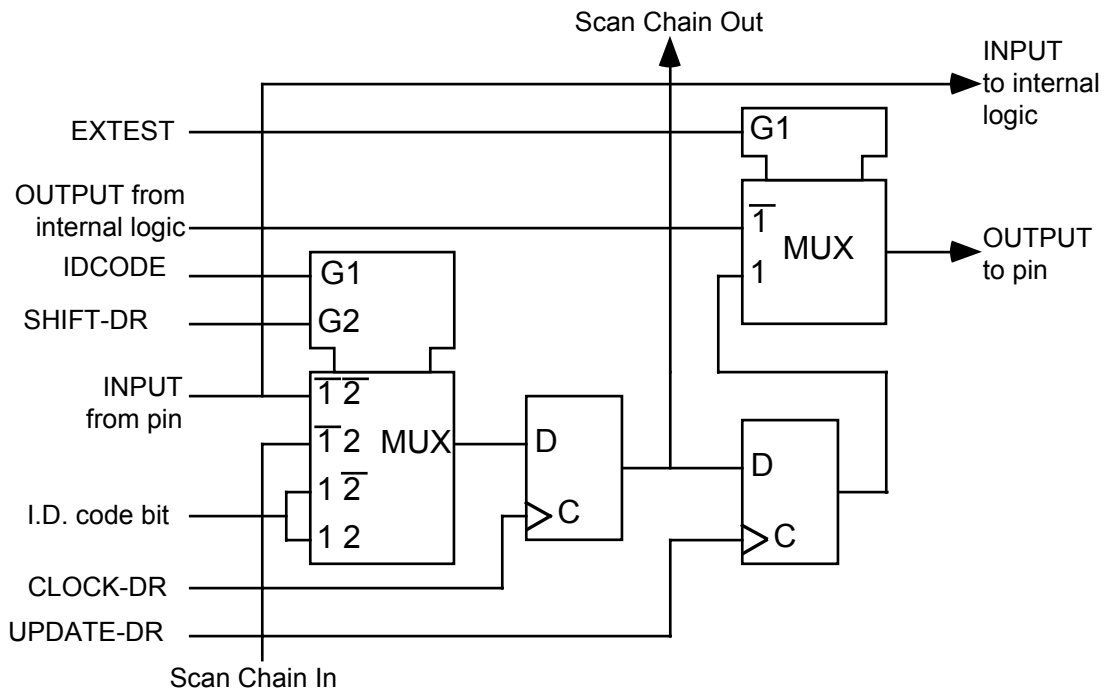 Scan Chain Out
INPUT
to internal
logic
EXTEST
G1
OUTPUT from
internal logic
1̅
MUX
1
OUTPUT
to pin
IDCODE
G1
SHIFT-DR
G2
INPUT
from pin
1̅ 2̅
1̅ 2
MUX
1 2̅
1 2
I.D. code bit
D
C
D
C
CLOCK-DR
UPDATE-DR
Scan Chain In